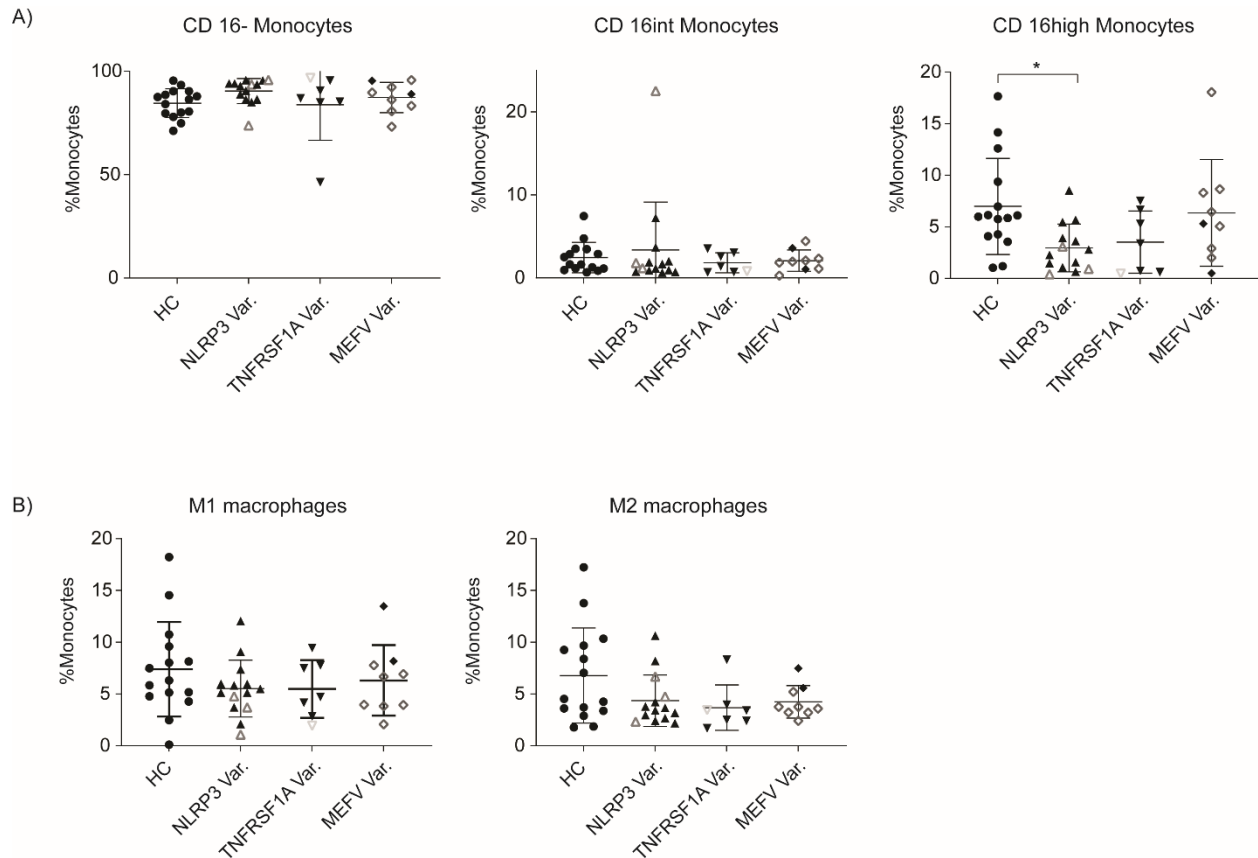 A)
CD 16- Monocytes
%Monocytes
100
50
0
HC
NLRP3 Var.
TNFRSF1A Var.
MEFV Var.
CD 16int Monocytes
%Monocytes
20
10
0
HC
NLRP3 Var.
TNFRSF1A Var.
MEFV Var.
CD 16high Monocytes
%Monocytes
20
15
10
5
0
*
HC
NLRP3 Var.
TNFRSF1A Var.
MEFV Var.
B)
M1 macrophages
%Monocytes
20
15
10
5
0
HC
NLRP3 Var.
TNFRSF1A Var.
MEFV Var.
M2 macrophages
%Monocytes
20
15
10
5
0
HC
NLRP3 Var.
TNFRSF1A Var.
MEFV Var.